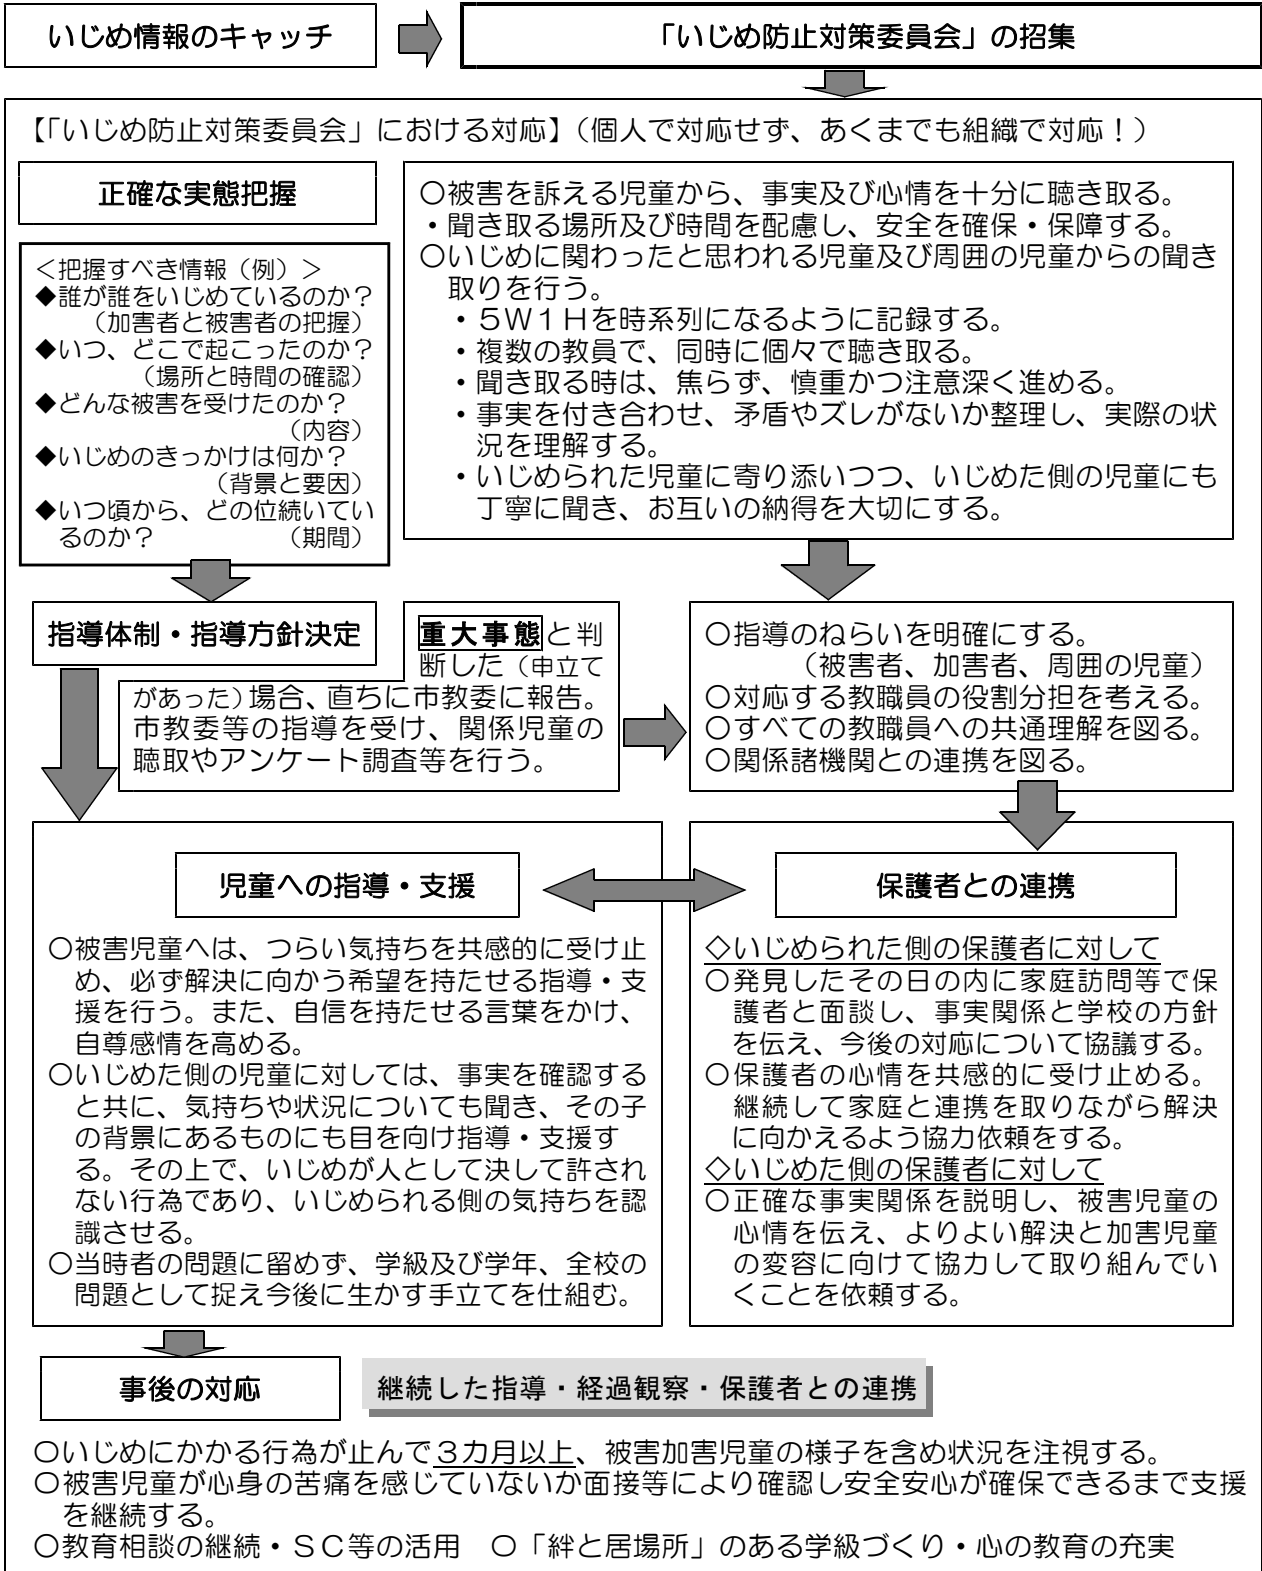 いじめ情報のキャッチ
「いじめ防止対策委員会」の招集
【「いじめ防止対策委員会」における対応】（個人で対応せず、あくまでも組織で対応！）
正確な実態把握
＜把握すべき情報（例）＞
◆誰が誰をいじめているのか？
（加害者と被害者の把握）
◆いつ、どこで起こったのか？
（場所と時間の確認）
◆どんな被害を受けたのか？
（内容）
◆いじめのきっかけは何か？
（背景と要因）
◆いつ頃から、どの位続いてい
るのか？　（期間）
○被害を訴える児童から、事実及び心情を十分に聴き取る。
・聞き取る場所及び時間を配慮し、安全を確保・保障する。
○いじめに関わったと思われる児童及び周囲の児童からの聞き
取りを行う。
・５Ｗ１Ｈを時系列になるように記録する。
・複数の教員で、同時に個々で聴き取る。
・聞き取る時は、焦らず、慎重かつ注意深く進める。
・事実を付き合わせ、矛盾やズレがないか整理し、実際の状
況を理解する。
・いじめられた児童に寄り添いつつ、いじめた側の児童にも
丁寧に聞き、お互いの納得を大切にする。
指導体制・指導方針決定
重大事態と判
断した（申立て
があった）場合、直ちに市教委に報告。
市教委等の指導を受け、関係児童の
聴取やアンケート調査等を行う。
○指導のねらいを明確にする。
（被害者、加害者、周囲の児童）
○対応する教職員の役割分担を考える。
○すべての教職員への共通理解を図る。
○関係諸機関との連携を図る。
児童への指導・支援
○被害児童へは、つらい気持ちを共感的に受け止
め、必ず解決に向かう希望を持たせる指導・支
援を行う。また、自信を持たせる言葉をかけ、
自尊感情を高める。
○いじめた側の児童に対しては、事実を確認する
と共に、気持ちや状況についても聞き、その子
の背景にあるものにも目を向け指導・支援す
る。その上で、いじめが人として決して許され
ない行為であり、いじめられる側の気持ちを認
識させる。
○当時者の問題に留めず、学級及び学年、全校の
問題として捉え今後に生かす手立てを仕組む。
保護者との連携
◇いじめられた側の保護者に対して
○発見したその日の内に家庭訪問等で保
護者と面談し、事実関係と学校の方針
を伝え、今後の対応について協議する。
○保護者の心情を共感的に受け止める。
継続して家庭と連携を取りながら解決
に向かえるよう協力依頼をする。
◇いじめた側の保護者に対して
○正確な事実関係を説明し、被害児童の
心情を伝え、よりよい解決と加害児童
の変容に向けて協力して取り組んでい
くことを依頼する。
事後の対応
継続した指導・経過観察・保護者との連携
○いじめにかかる行為が止んで３カ月以上、被害加害児童の様子を含め状況を注視する。
○被害児童が心身の苦痛を感じていないか面接等により確認し安全安心が確保できるまで支援
を継続する。
○教育相談の継続・ＳＣ等の活用　○「絆と居場所」のある学級づくり・心の教育の充実